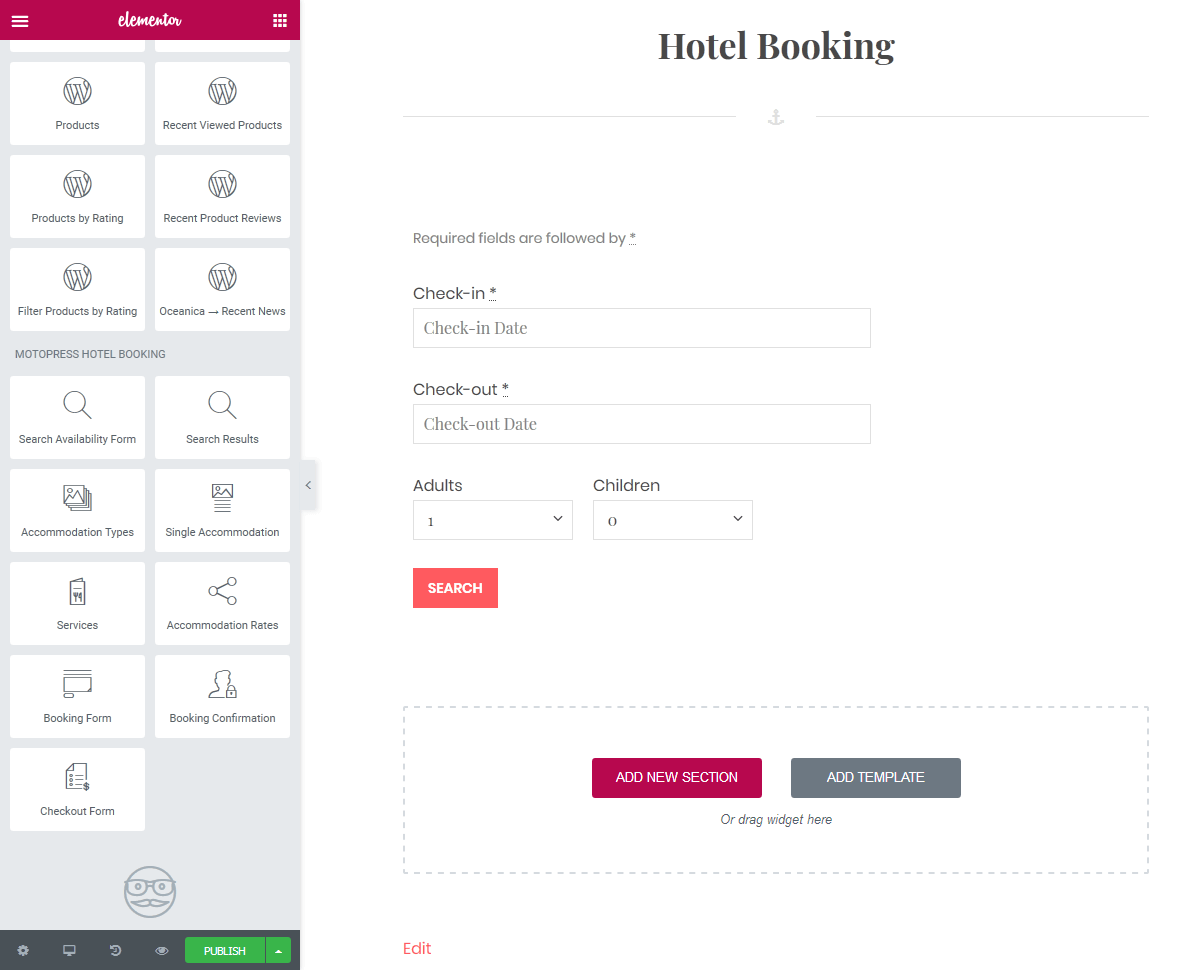 elementor
Products
Recent Viewed Products
Products by Rating
Recent Product Reviews
Filter Products by Rating
Oceanica → Recent News
MOTOPRESS HOTEL BOOKING
Search Availability Form
Search Results
Accommodation Types
Single Accommodation
Services
Accommodation Rates
Booking Form
Booking Confirmation
Checkout Form
PUBLISH
Hotel Booking
Required fields are followed by *
Check-in *
Check-in Date
Check-out *
Check-out Date
Adults
Children
1
0
SEARCH
ADD NEW SECTION
ADD TEMPLATE
Or drag widget here
Edit